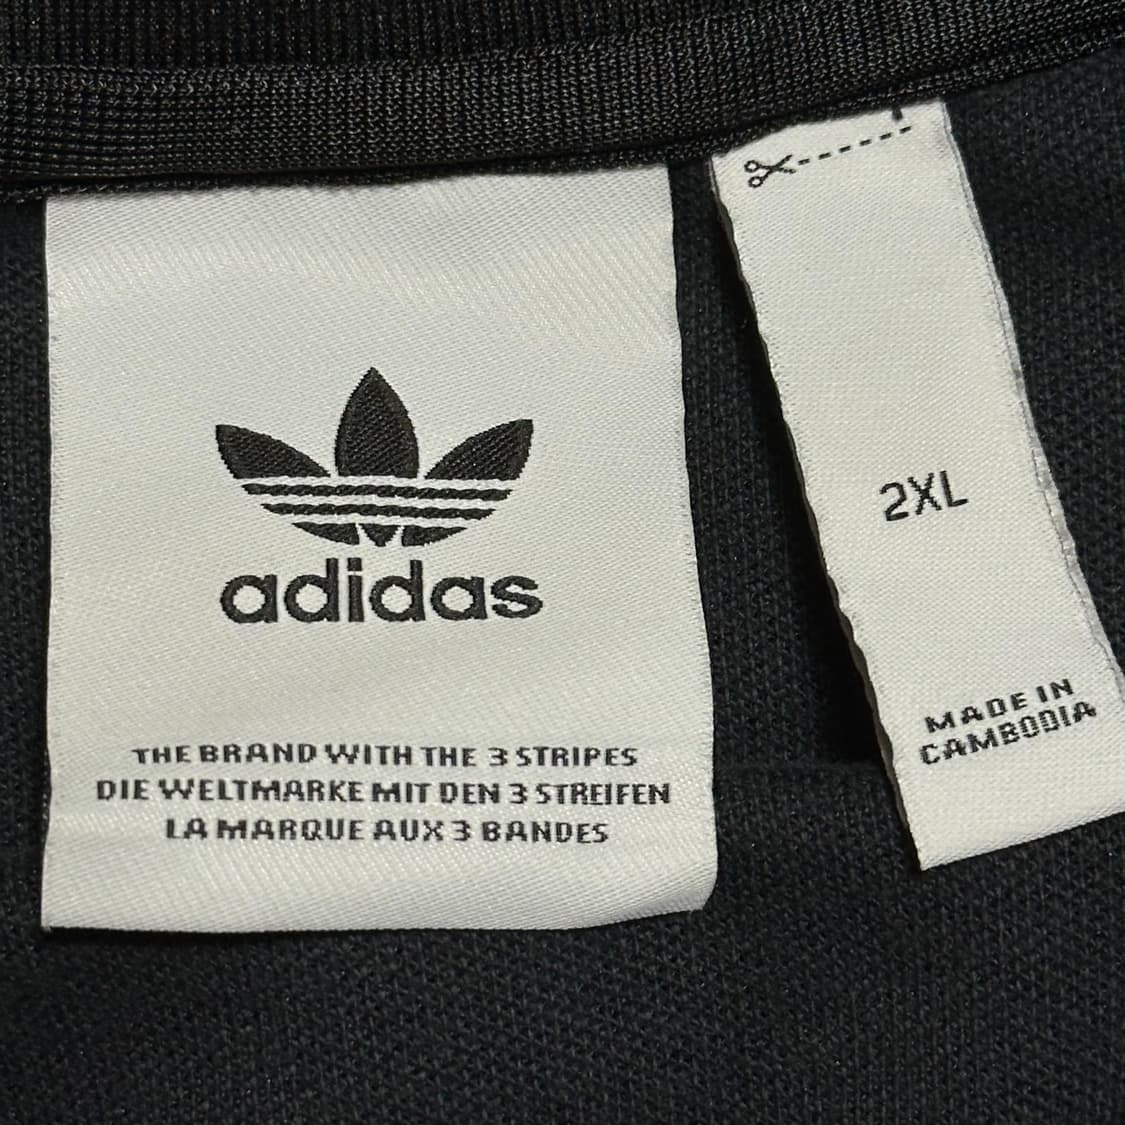 adidas
THE BRAND WITH THE 3 STRIPES
DIE WELTMARKE MIT DEN 3 STREIFEN
LA MARQUE AUX 3 BANDES
2XL
MADE IN
CAMBODIA